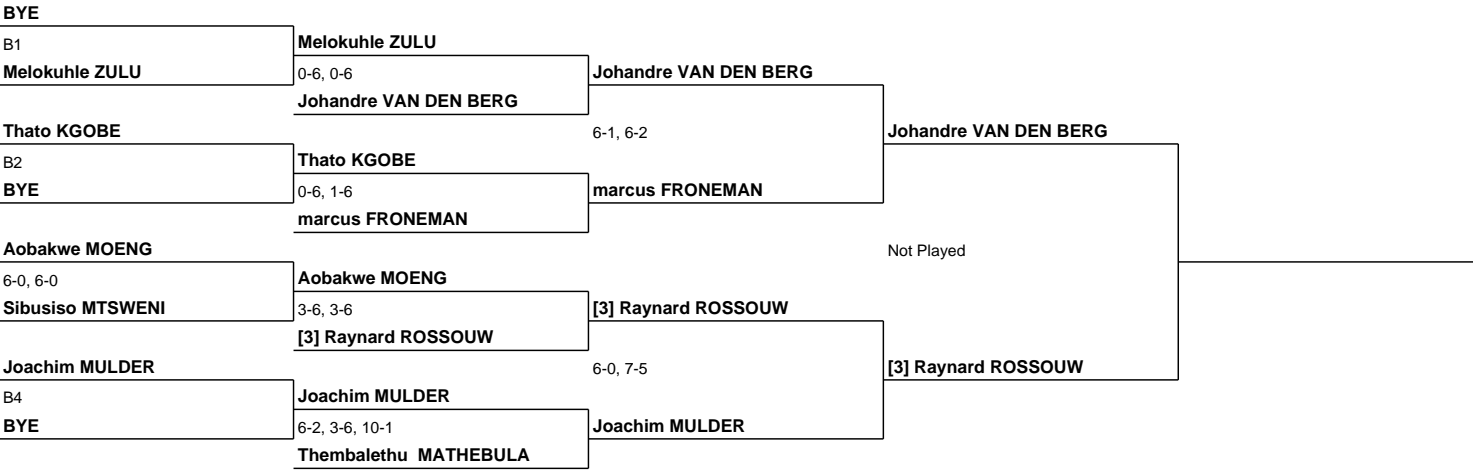 BYE
B1
Melokuhle ZULU
Thato KGOBE
B2
BYE
Aobakwe MOENG
6-0, 6-0
Sibusiso MTSWENI
Joachim MULDER
B4
BYE
Melokuhle ZULU
0-6, 0-6
Johandre VAN DEN BERG
Thato KGOBE
0-6, 1-6
marcus FRONEMAN
Aobakwe MOENG
3-6, 3-6
[3] Raynard ROSSOUW
Joachim MULDER
6-2, 3-6, 10-1
Thembalethu MATHEBULA
Johandre VAN DEN BERG
6-1, 6-2
marcus FRONEMAN
[3] Raynard ROSSOUW
6-0, 7-5
Joachim MULDER
Johandre VAN DEN BERG
Not Played
[3] Raynard ROSSOUW